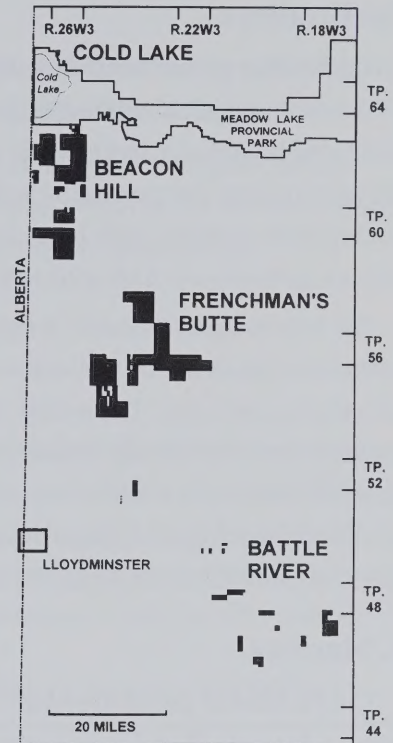 R.26W3 R.22W3 R.18W3
COLD LAKE
Cold
Lake
TP.
64
MEADOW LAKE
PROVINCIAL
PARK
BEACON
HILL
TP.
60
ALBERTA
FRENCHMAN'S
BUTTE
TP.
56
TP.
52
BATTLE
RIVER
LLOYDMINSTER
TP.
48
20 MILES
TP.
44